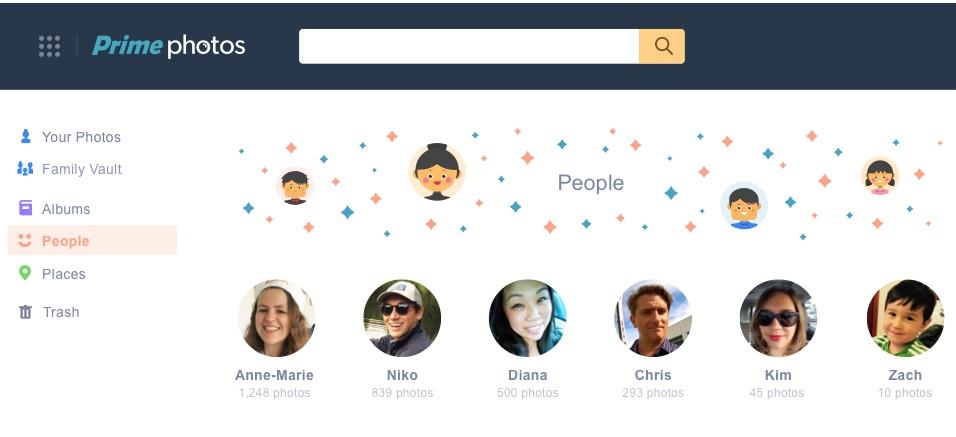 Prime photos
Your Photos
Family Vault
Albums
People
Places
Trash
People
Anne-Marie
1,248 photos
Niko
839 photos
Diana
500 photos
Chris
293 photos
Kim
45 photos
Zach
10 photos